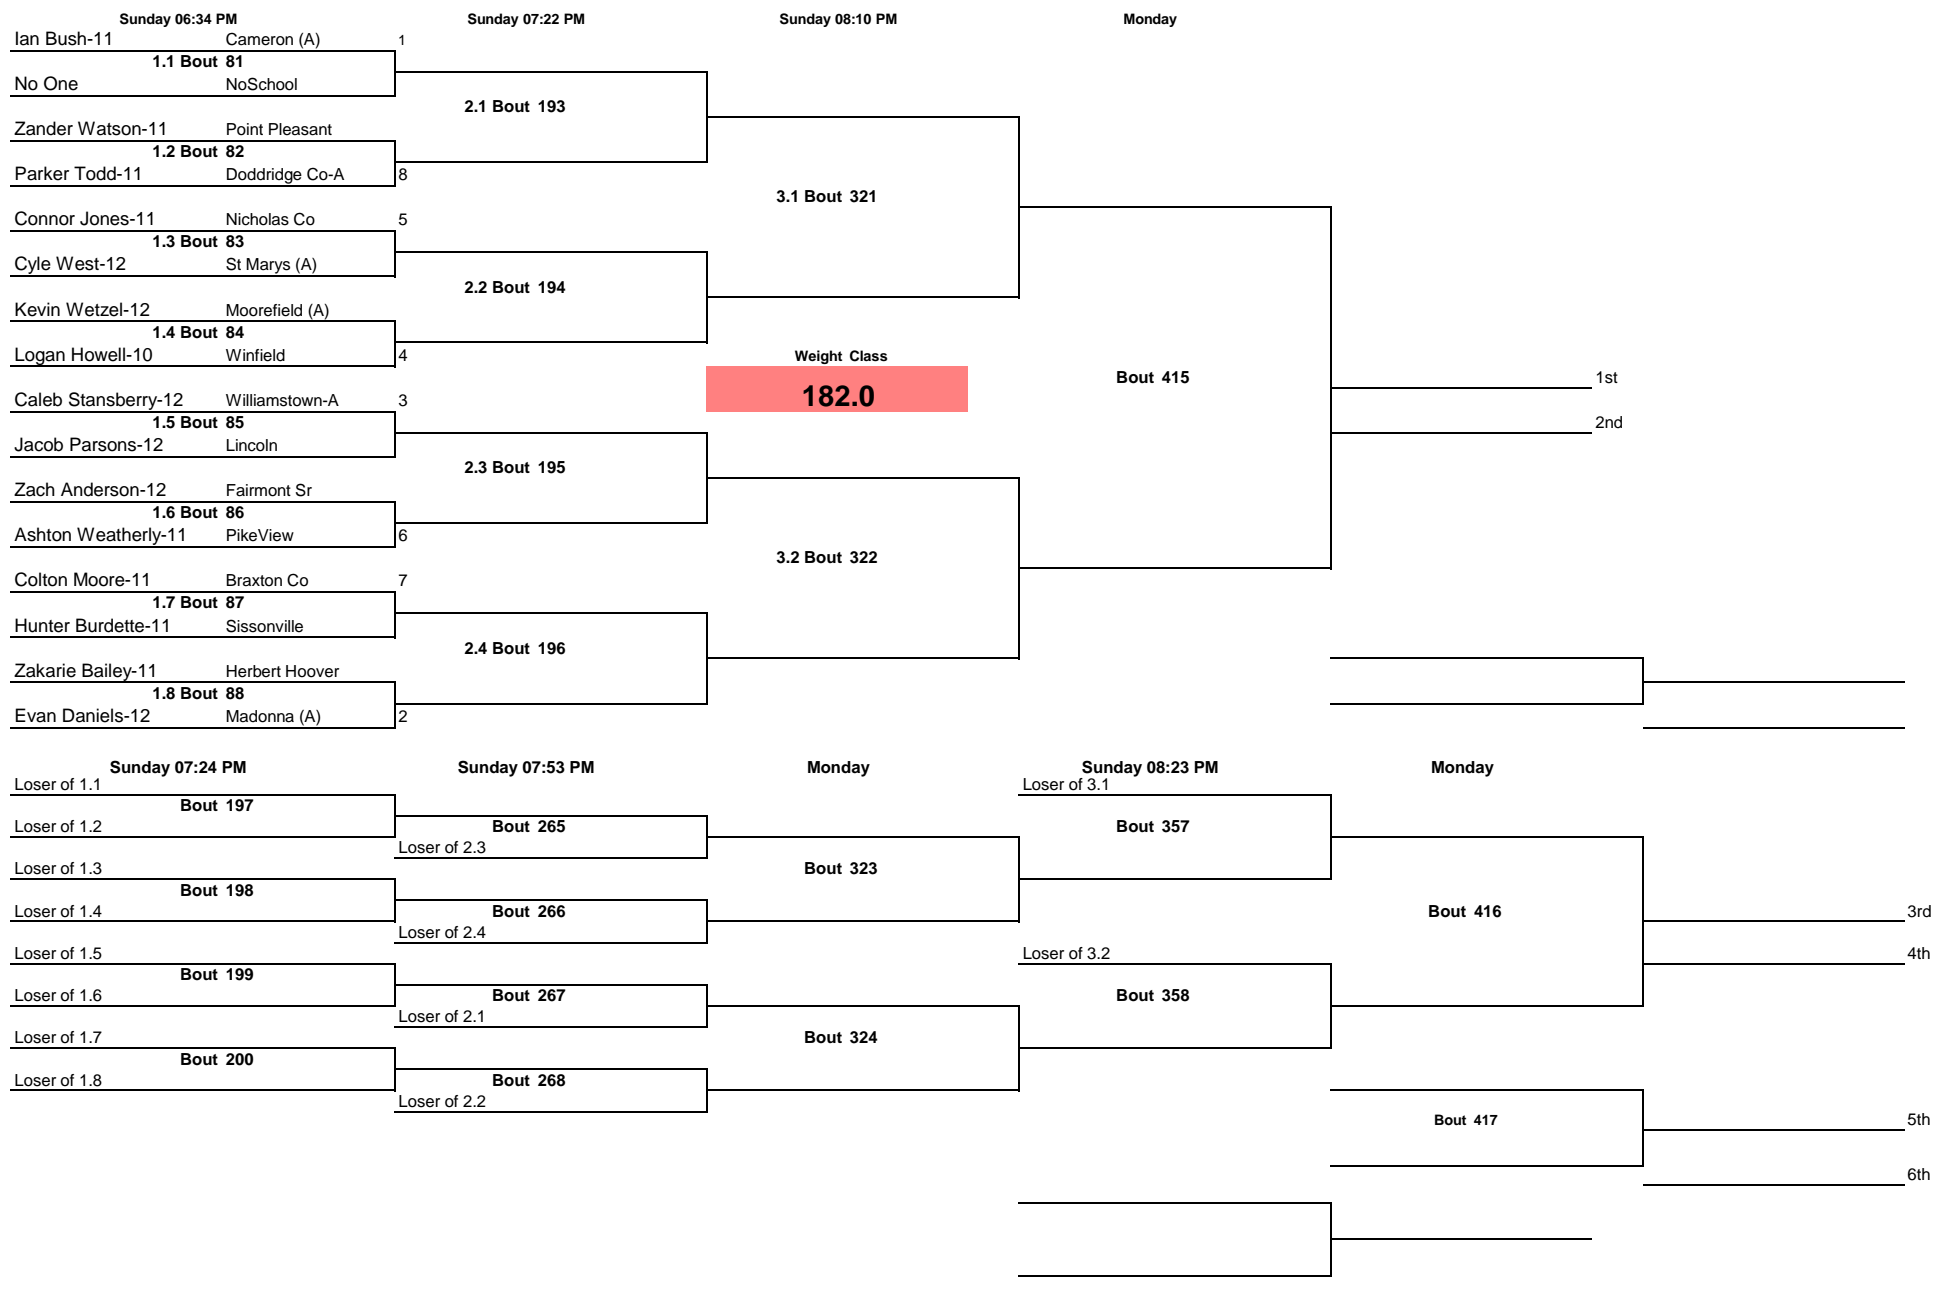 Sunday 06:34 PM Sunday 07:22 PM Sunday 08:10 PM Monday
Ian Bush-11 Cameron (A) 1
1.1 Bout 81
No One NoSchool
2.1 Bout 193
Zander Watson-11 Point Pleasant
1.2 Bout 82
Parker Todd-11 Doddridge Co-A 8
3.1 Bout 321
Connor Jones-11 Nicholas Co 5
1.3 Bout 83
Cyle West-12 St Marys (A)
2.2 Bout 194
Kevin Wetzel-12 Moorefield (A)
1.4 Bout 84
Logan Howell-10 Winfield 4
Weight Class
Bout 415
1st
182.0
Caleb Stansberry-12 Williamstown-A 3
1.5 Bout 85
2nd
Jacob Parsons-12 Lincoln
2.3 Bout 195
Zach Anderson-12 Fairmont Sr
1.6 Bout 86
Ashton Weatherly-11 PikeView 6
3.2 Bout 322
Colton Moore-11 Braxton Co 7
1.7 Bout 87
Hunter Burdette-11 Sissonville
2.4 Bout 196
Zakarie Bailey-11 Herbert Hoover
1.8 Bout 88
Evan Daniels-12 Madonna (A) 2
Sunday 07:24 PM Sunday 07:53 PM Monday Sunday 08:23 PM Monday
Loser of 1.1 Loser of 3.1
Bout 197
Loser of 1.2 Bout 265 Bout 357
Loser of 2.3
Loser of 1.3 Bout 323
Bout 198
Loser of 1.4 Bout 266 Bout 416 3rd
Loser of 2.4
Loser of 1.5 Loser of 3.2 4th
Bout 199
Loser of 1.6 Bout 267 Bout 358
Loser of 2.1
Loser of 1.7 Bout 324
Bout 200
Loser of 1.8 Bout 268
Loser of 2.2
Bout 417 5th
6th